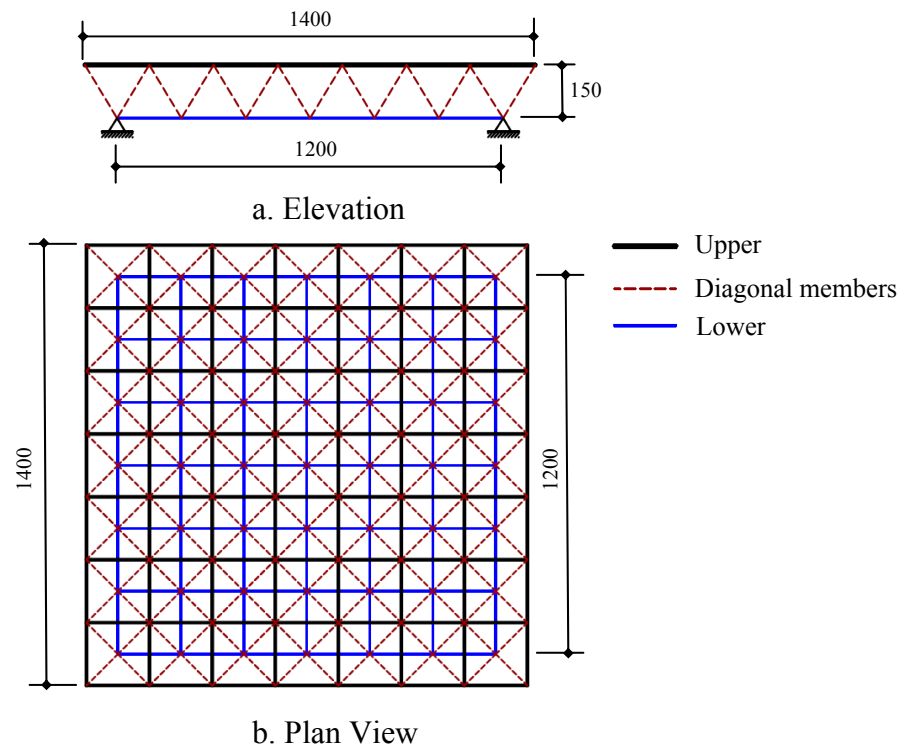 1400
150
1200
a. Elevation
Upper
Diagonal members
Lower
1400
1200
b. Plan View